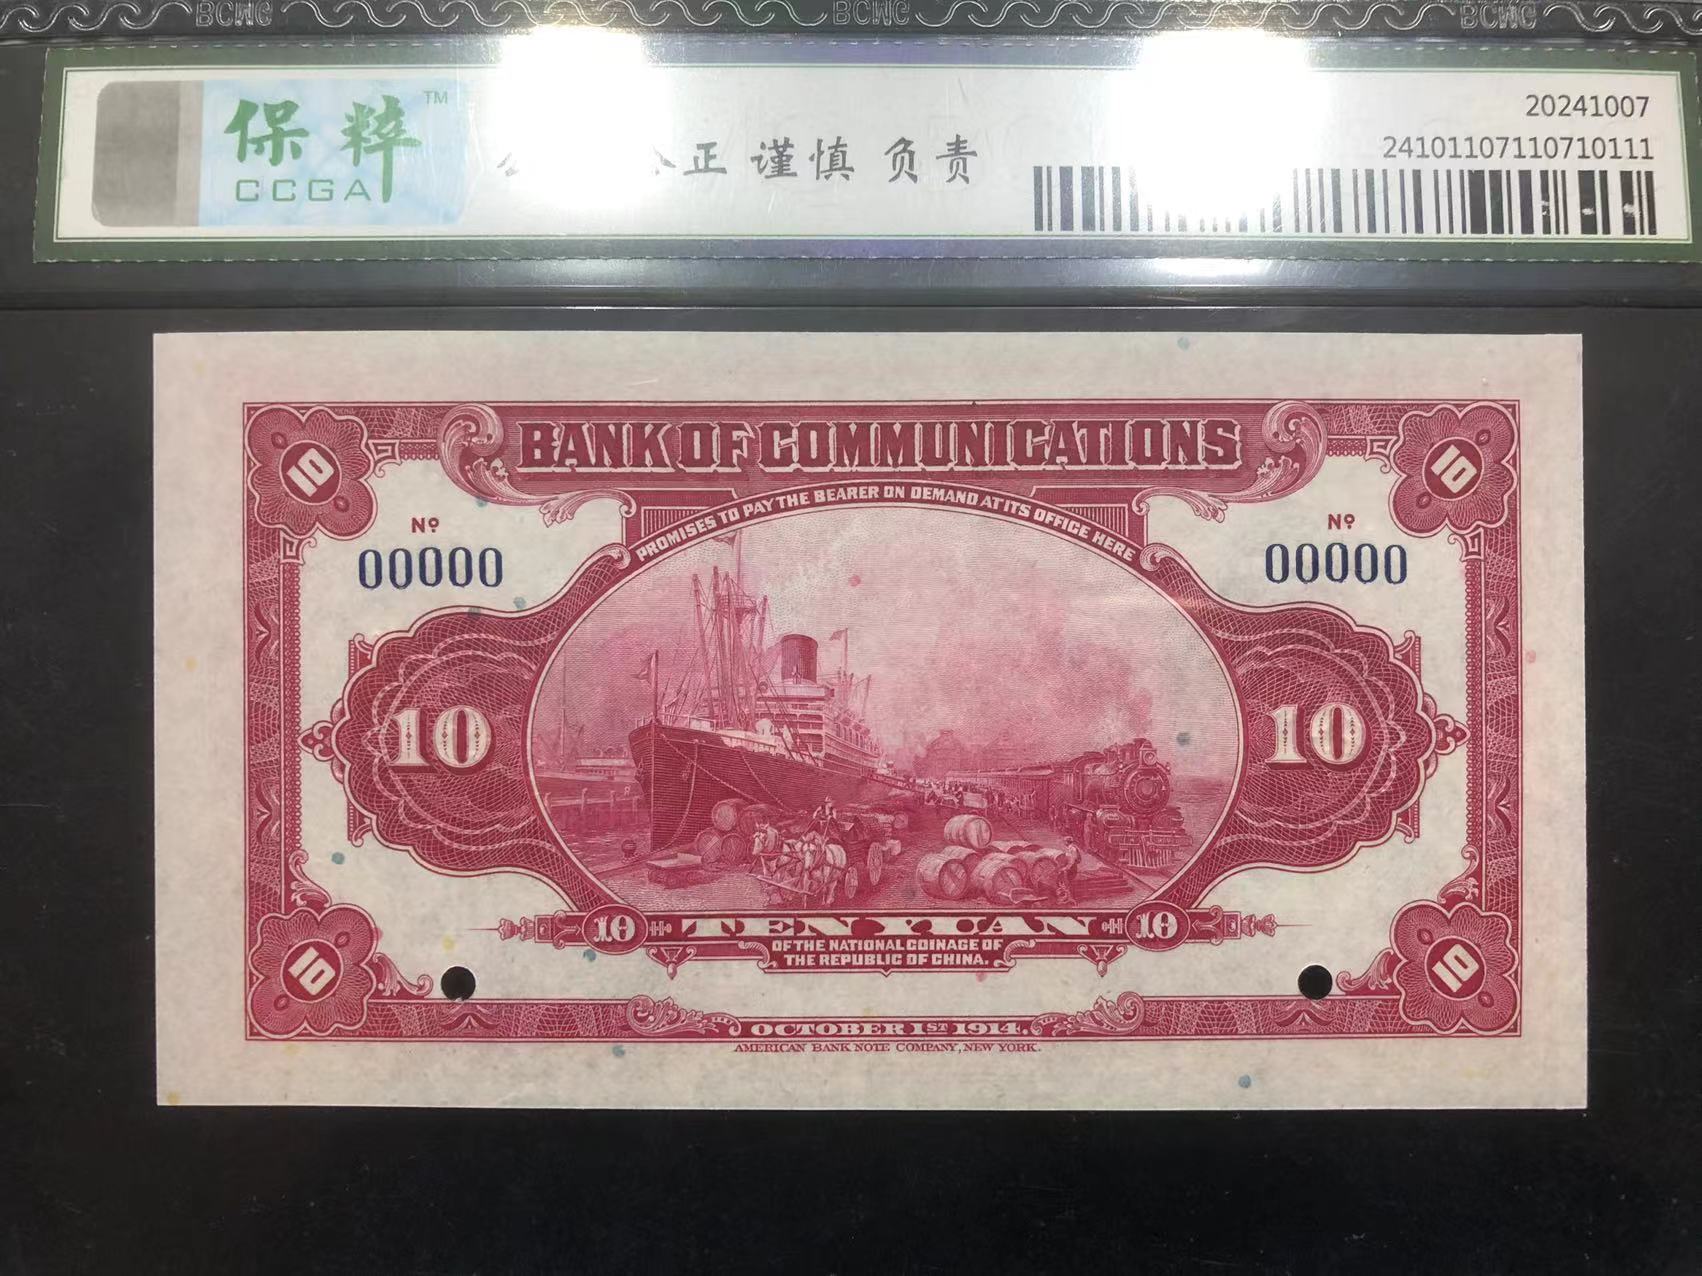 BCWC BCWC BCWC
保粹 TM
CCGA
正 谨慎 负责
20241007
24101107110710111
10 BANK OF COMMUNICATIONS 10
PROMISES TO PAY THE BEARER ON DEMAND AT ITS OFFICE HERE
Nº Nº
00000 00000
10 10
10 TEN YUAN 10
OF THE NATIONAL COINAGE OF
THE REPUBLIC OF CHINA.
10 10
OCTOBER 1ST 1914.
AMERICAN BANK NOTE COMPANY, NEW YORK.